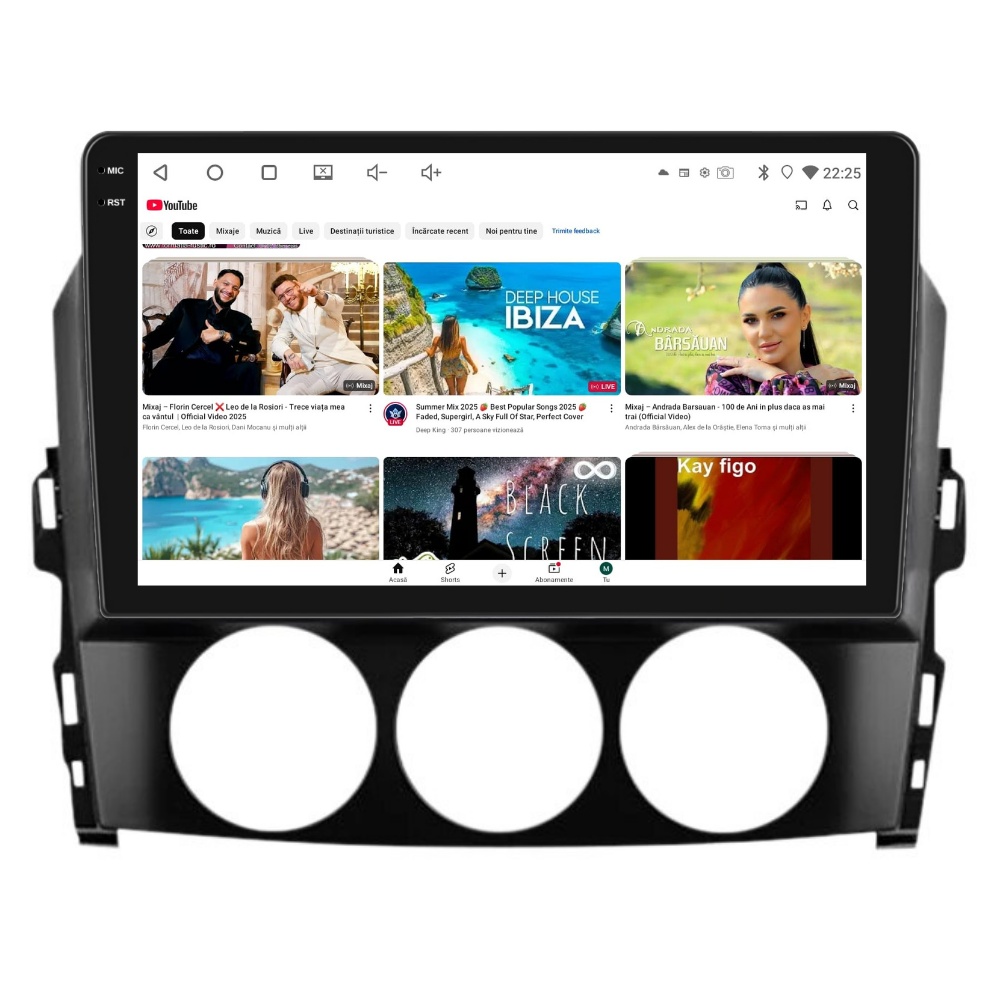 MIC
RST
22:25
YouTube
Toate
Mixaje
Muzică
Live
Destinații turistice
Încărcate recent
Noi pentru tine
Trimite feedback
Mixaj
DEEP HOUSE
IBIZA
LIVE
ANDRADA
BÂRSĂUAN
Mixaj
Mixaj – Florin Cercel ❌ Leo de la Rosiori - Trece viața mea
ca vântul | Official Video 2025
Florin Cercel, Leo de la Rosiori, Dani Mocanu și mulți alții
LIVE
Summer Mix 2025 🍓 Best Popular Songs 2025 🍓
Faded, Supergirl, A Sky Full Of Star, Perfect Cover
Deep King · 307 persoane vizionează
Mixaj – Andrada Barsauan - 100 de Ani in plus daca as mai
trai (Official Video)
Andrada Bârsăuan, Alex de la Orăștie, Elena Toma și mulți alții
BLACK
SCREEN
Kay figo
Acasă
Shorts
+
Abonamente
M
Tu